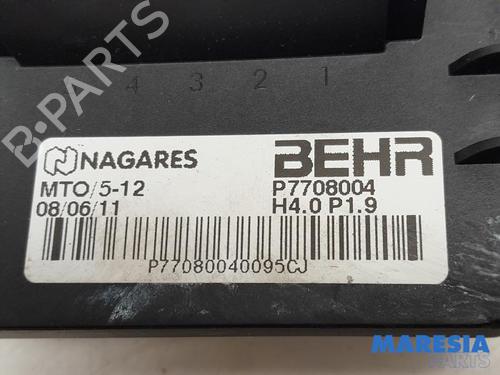 4 3 2 1
NAGARES
BEHR
MTO/5-12
P7708004
08/06/11
H4.0 P1.9
P77080040095CJ
B-PARTS
MARESIA
PARTS